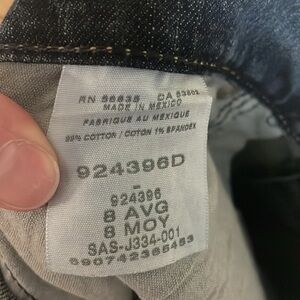 RN 56835 CA 53802
MADE IN MEXICO
FABRIQUE AU MEXIQUE
99% COTTON / COTON 1% SPANDEX
924396D
-
924396
8 AVG
8 MOY
SAS-J334-001